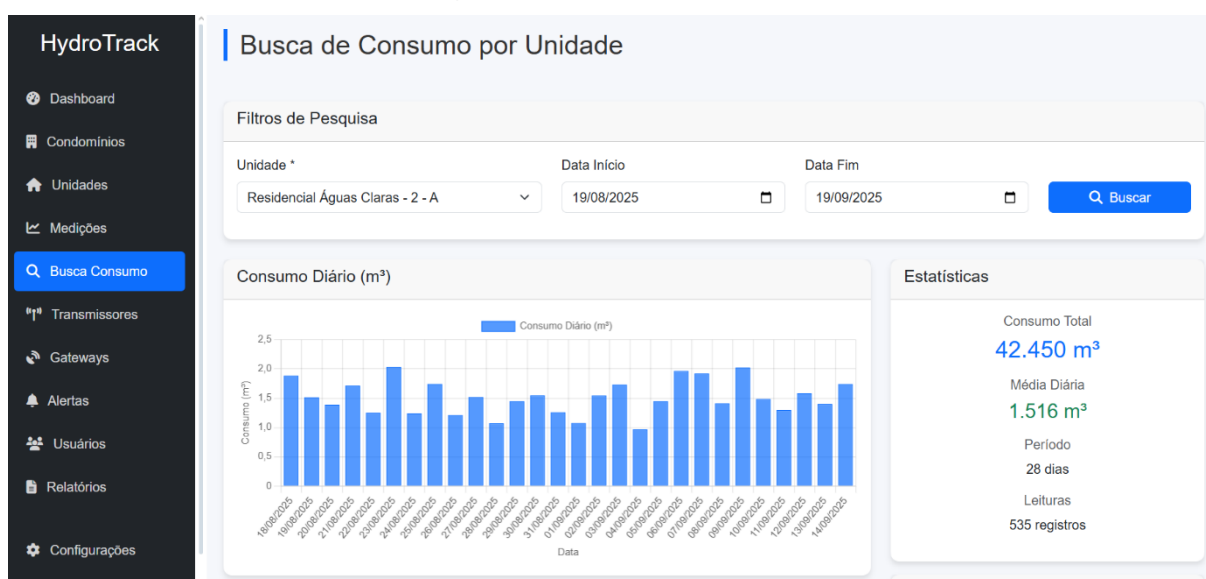 HydroTrack
Dashboard
Condomínios
Unidades
Medições
Busca Consumo
Transmissores
Gateways
Alertas
Usuários
Relatórios
Configurações
Busca de Consumo por Unidade
Filtros de Pesquisa
Unidade *
Data Início
Data Fim
Residencial Águas Claras - 2 - A
19/08/2025
19/09/2025
Buscar
Consumo Diário (m³)
Consumo Diário (m³)
2,5
2,0
1,5
1,0
0,5
0
Consumo (m³)
18/08/2025
19/08/2025
20/08/2025
21/08/2025
22/08/2025
23/08/2025
24/08/2025
25/08/2025
26/08/2025
27/08/2025
28/08/2025
29/08/2025
30/08/2025
31/08/2025
01/09/2025
02/09/2025
03/09/2025
04/09/2025
05/09/2025
06/09/2025
07/09/2025
08/09/2025
09/09/2025
10/09/2025
11/09/2025
12/09/2025
13/09/2025
14/09/2025
Data
Estatísticas
Consumo Total
42.450 m³
Média Diária
1.516 m³
Período
28 dias
Leituras
535 registros